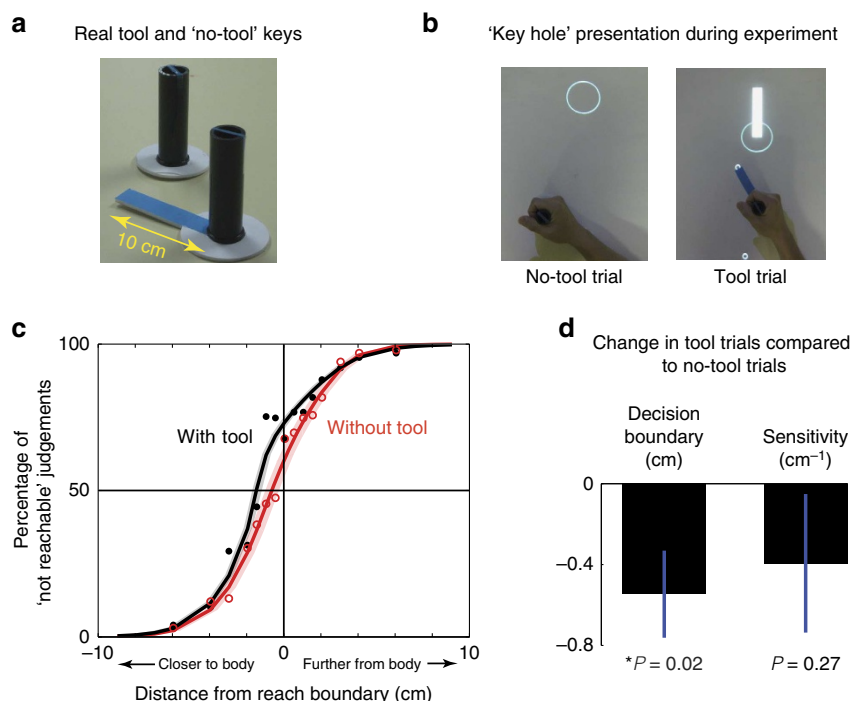 a
Real tool and ‘no-tool’ keys
10 cm
b
‘Key hole’ presentation during experiment
No-tool trial
Tool trial
c
Percentage of
‘not reachable’ judgements
100
50
0
With tool
Without tool
−10
0
10
Closer to body
Further from body
Distance from reach boundary (cm)
d
Change in tool trials compared
to no-tool trials
Decision
boundary
(cm)
Sensitivity
(cm⁻¹)
0
−0.4
−0.8
*P = 0.02
P = 0.27